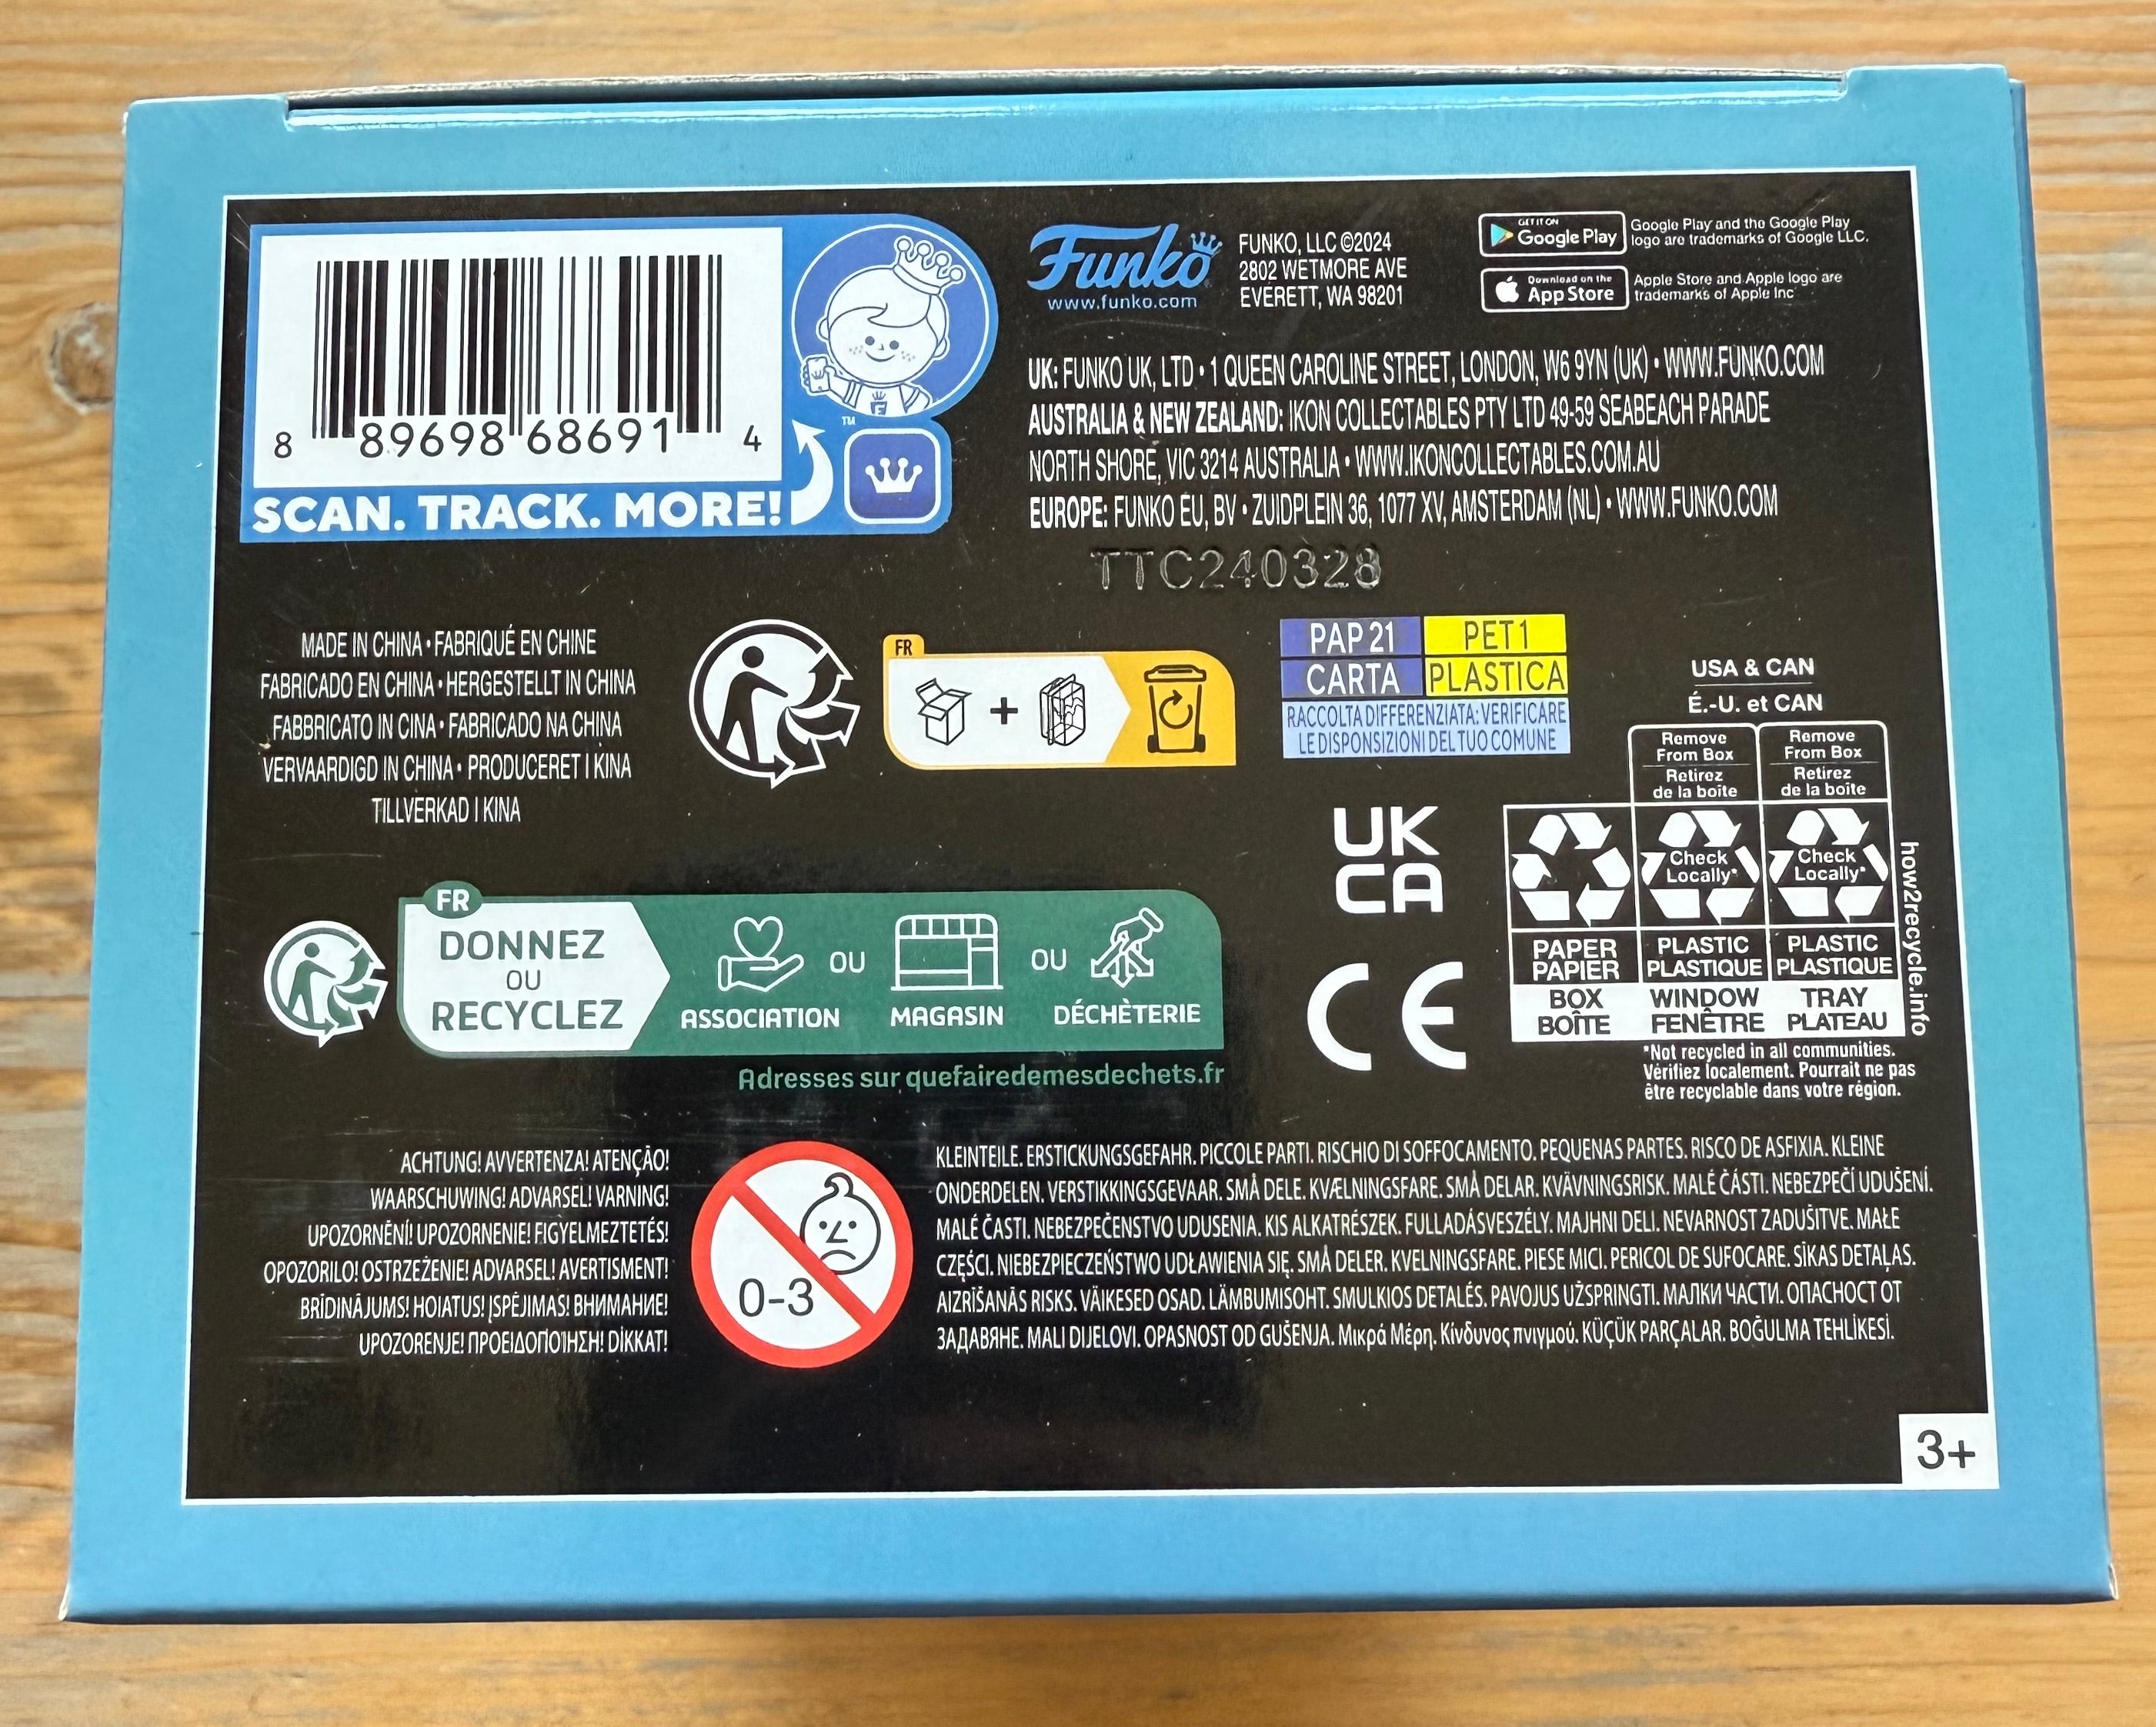 8 89698 68691 4
SCAN. TRACK. MORE!
™
Funko
www.funko.com
FUNKO, LLC ©2024
2802 WETMORE AVE
EVERETT, WA 98201
GET IT ON
Google Play
Google Play and the Google Play
logo are trademarks of Google LLC.
Download on the
App Store
Apple Store and Apple logo are
trademarks of Apple Inc
UK: FUNKO UK, LTD • 1 QUEEN CAROLINE STREET, LONDON, W6 9YN (UK) • WWW.FUNKO.COM
AUSTRALIA & NEW ZEALAND: IKON COLLECTABLES PTY LTD 49-59 SEABEACH PARADE
NORTH SHORE, VIC 3214 AUSTRALIA • WWW.IKONCOLLECTABLES.COM.AU
EUROPE: FUNKO EU, BV • ZUIDPLEIN 36, 1077 XV, AMSTERDAM (NL) • WWW.FUNKO.COM
TTC240328
MADE IN CHINA • FABRIQUÉ EN CHINE
FABRICADO EN CHINA • HERGESTELLT IN CHINA
FABBRICATO IN CINA • FABRICADO NA CHINA
VERVAARDIGD IN CHINA • PRODUCERET I KINA
TILLVERKAD I KINA
FR
+
PAP 21 PET 1
CARTA PLASTICA
RACCOLTA DIFFERENZIATA: VERIFICARE
LE DISPONSIZIONI DEL TUO COMUNE
USA & CAN
É.-U. et CAN
Remove
From Box
Retirez
de la boîte
Remove
From Box
Retirez
de la boîte
Check
Locally*
Check
Locally*
PAPER
PAPIER
PLASTIC
PLASTIQUE
PLASTIC
PLASTIQUE
BOX
BOÎTE
WINDOW
FENÊTRE
TRAY
PLATEAU
how2recycle.info
*Not recycled in all communities.
Vérifiez localement. Pourrait ne pas
être recyclable dans votre région.
UK
CA
CE
FR
DONNEZ
OU
RECYCLEZ
ASSOCIATION
OU
MAGASIN
OU
DÉCHÈTERIE
Adresses sur quefairedemesdechets.fr
ACHTUNG! AVVERTENZA! ATENÇÃO!
WAARSCHUWING! ADVARSEL! VARNING!
UPOZORNĚNÍ! UPOZORNENIE! FIGYELMEZTETÉS!
OPOZORILO! OSTRZEŻENIE! ADVARSEL! AVERTISMENT!
BRĪDINĀJUMS! HOIATUS! ĮSPĖJIMAS! ВНИМАНИЕ!
UPOZORENJE! ΠΡΟΕΙΔΟΠΟΊΗΣΗ! DİKKAT!
0-3
KLEINTEILE. ERSTICKUNGSGEFAHR. PICCOLE PARTI. RISCHIO DI SOFFOCAMENTO. PEQUENAS PARTES. RISCO DE ASFIXIA. KLEINE
ONDERDELEN. VERSTIKKINGSGEVAAR. SMÅ DELE. KVÆLNINGSFARE. SMÅ DELAR. KVÄVNINGSRISK. MALÉ ČÁSTI. NEBEZPEČÍ UDUŠENÍ.
MALÉ ČASTI. NEBEZPEČENSTVO UDUSENIA. KIS ALKATRÉSZEK. FULLADÁSVESZÉLY. MAJHNI DELI. NEVARNOST ZADUŠITVE. MAŁE
CZĘŚCI. NIEBEZPIECZEŃSTWO UDŁAWIENIA SIĘ. SMÅ DELER. KVELNINGSFARE. PIESE MICI. PERICOL DE SUFOCARE. SĪKAS DETAĻAS.
AIZRĪŠANĀS RISKS. VÄIKESED OSAD. LÄMBUMISOHT. SMULKIOS DETALĖS. PAVOJUS UŽSPRINGTI. МАЛКИ ЧАСТИ. ОПАСНОСТ ОТ
ЗАДАВЯНЕ. MALI DIJELOVI. OPASNOST OD GUŠENJA. Μικρά Μέρη. Κίνδυνος πνιγμού. KÜÇÜK PARÇALAR. BOĞULMA TEHLİKESİ.
3+